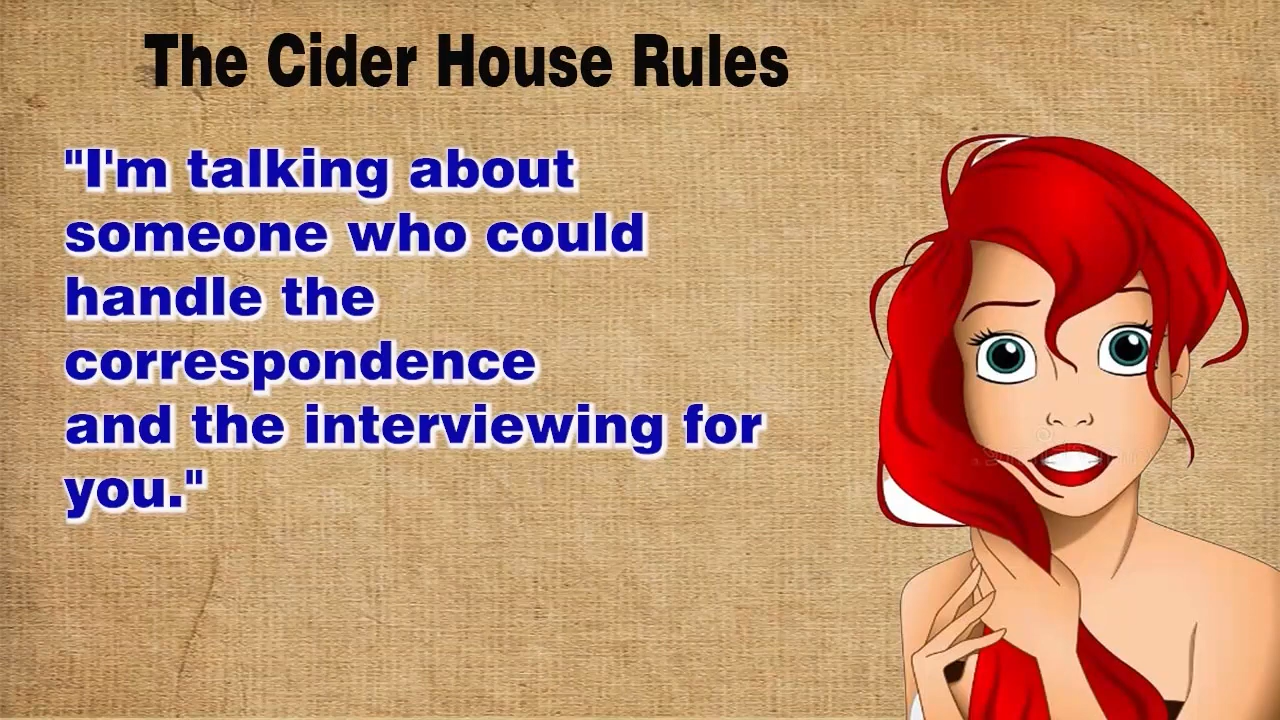 The Cider House Rules
"I'm talking about
someone who could
handle the
correspondence
and the interviewing for
you."